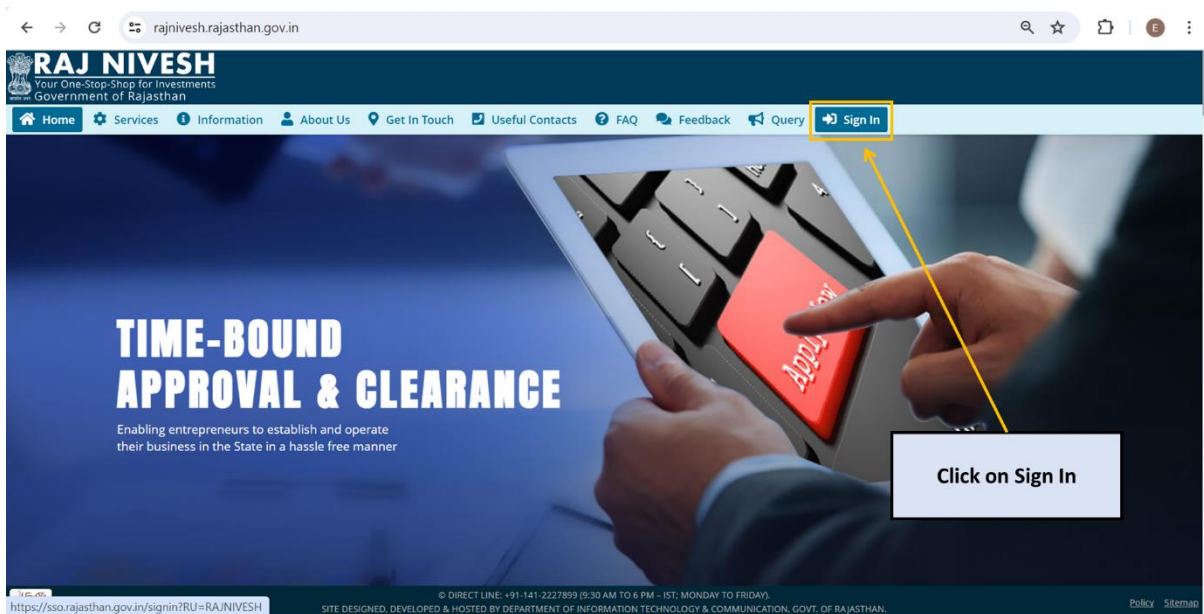 rajnivesh.rajasthan.gov.in
E
RAJ NIVESH
Your One-Stop-Shop for Investments
Government of Rajasthan
Home Services Information About Us Get In Touch Useful Contacts FAQ Feedback Query Sign In
Apply Now
TIME-BOUND
APPROVAL & CLEARANCE
Enabling entrepreneurs to establish and operate
their business in the State in a hassle free manner
Click on Sign In
© DIRECT LINE: +91-141-2227899 (9:30 AM TO 6 PM – IST; MONDAY TO FRIDAY).
SITE DESIGNED, DEVELOPED & HOSTED BY DEPARTMENT OF INFORMATION TECHNOLOGY & COMMUNICATION, GOVT. OF RAJASTHAN.
Policy Sitemap
https://sso.rajasthan.gov.in/signin?RU=RAJNIVESH